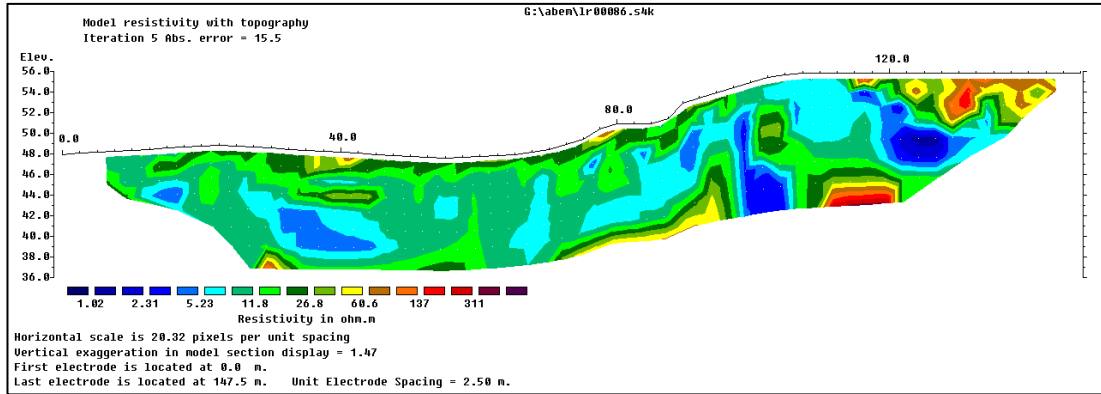 G:\abem\lr00086.s4k
Model resistivity with topography
Iteration 5 Abs. error = 15.5
Elev.
120.0
56.0
54.0
52.0
80.0
50.0
0.0
40.0
48.0
46.0
44.0
42.0
40.0
38.0
36.0
1.02 2.31 5.23 11.8 26.8 60.6 137 311
Resistivity in ohm.m
Horizontal scale is 20.32 pixels per unit spacing
Vertical exaggeration in model section display = 1.47
First electrode is located at 0.0 m.
Last electrode is located at 147.5 m. Unit Electrode Spacing = 2.50 m.